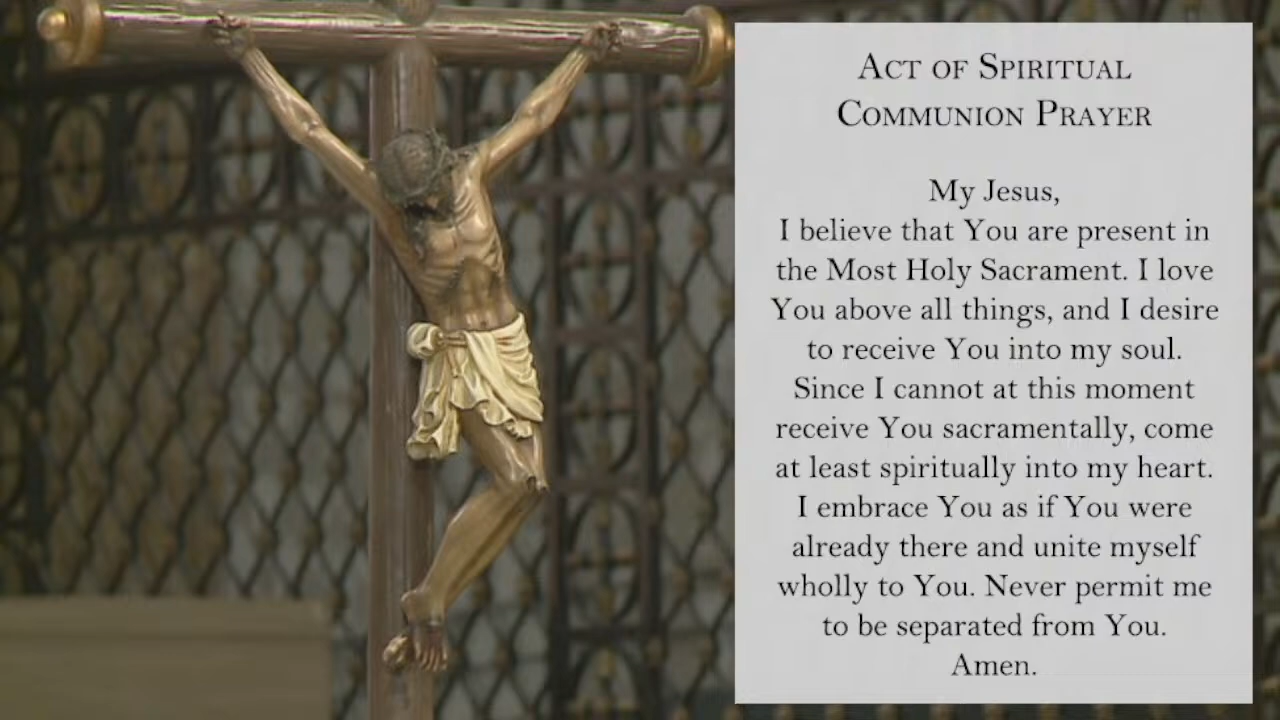 ACT OF SPIRITUAL
COMMUNION PRAYER
My Jesus,
I believe that You are present in
the Most Holy Sacrament. I love
You above all things, and I desire
to receive You into my soul.
Since I cannot at this moment
receive You sacramentally, come
at least spiritually into my heart.
I embrace You as if You were
already there and unite myself
wholly to You. Never permit me
to be separated from You.
Amen.